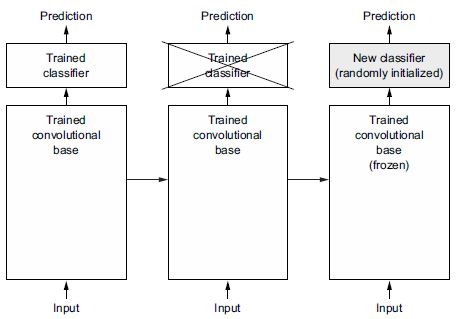 Prediction
Prediction
Prediction
Trained
classifier
Trained
classifier
New classifier
(randomly initialized)
Trained
convolutional
base
Trained
convolutional
base
Trained
convolutional
base
(frozen)
Input
Input
Input